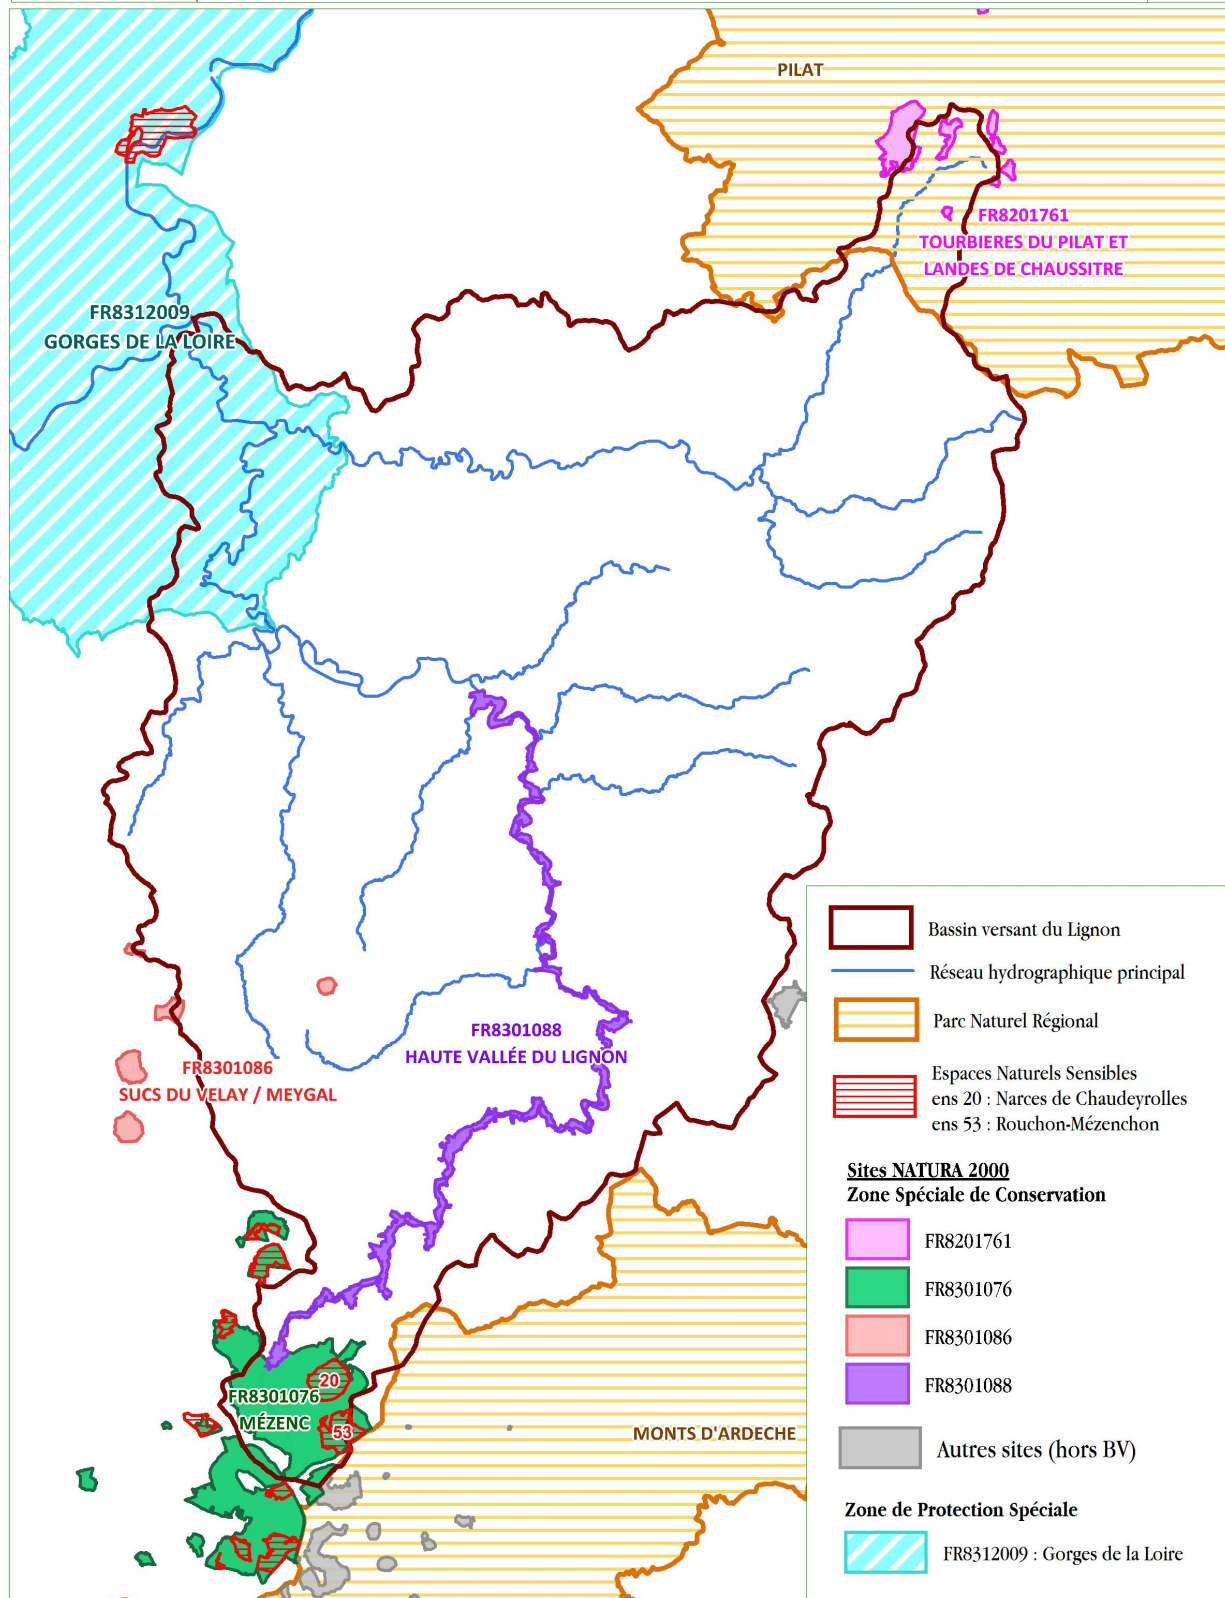 PILAT
FR8201761
TOURBIERES DU PILAT ET
LANDES DE CHAUSSITRE
FR8312009
GORGES DE LA LOIRE
FR8301088
HAUTE VALLÉE DU LIGNON
FR8301086
SUCS DU VELAY / MEYGAL
20
FR8301076
MÉZENC
53
MONTS D'ARDECHE
Bassin versant du Lignon
Réseau hydrographique principal
Parc Naturel Régional
Espaces Naturels Sensibles
ens 20 : Narces de Chaudeyrolles
ens 53 : Rouchon-Mézenchon
Sites NATURA 2000
Zone Spéciale de Conservation
FR8201761
FR8301076
FR8301086
FR8301088
Autres sites (hors BV)
Zone de Protection Spéciale
FR8312009 : Gorges de la Loire